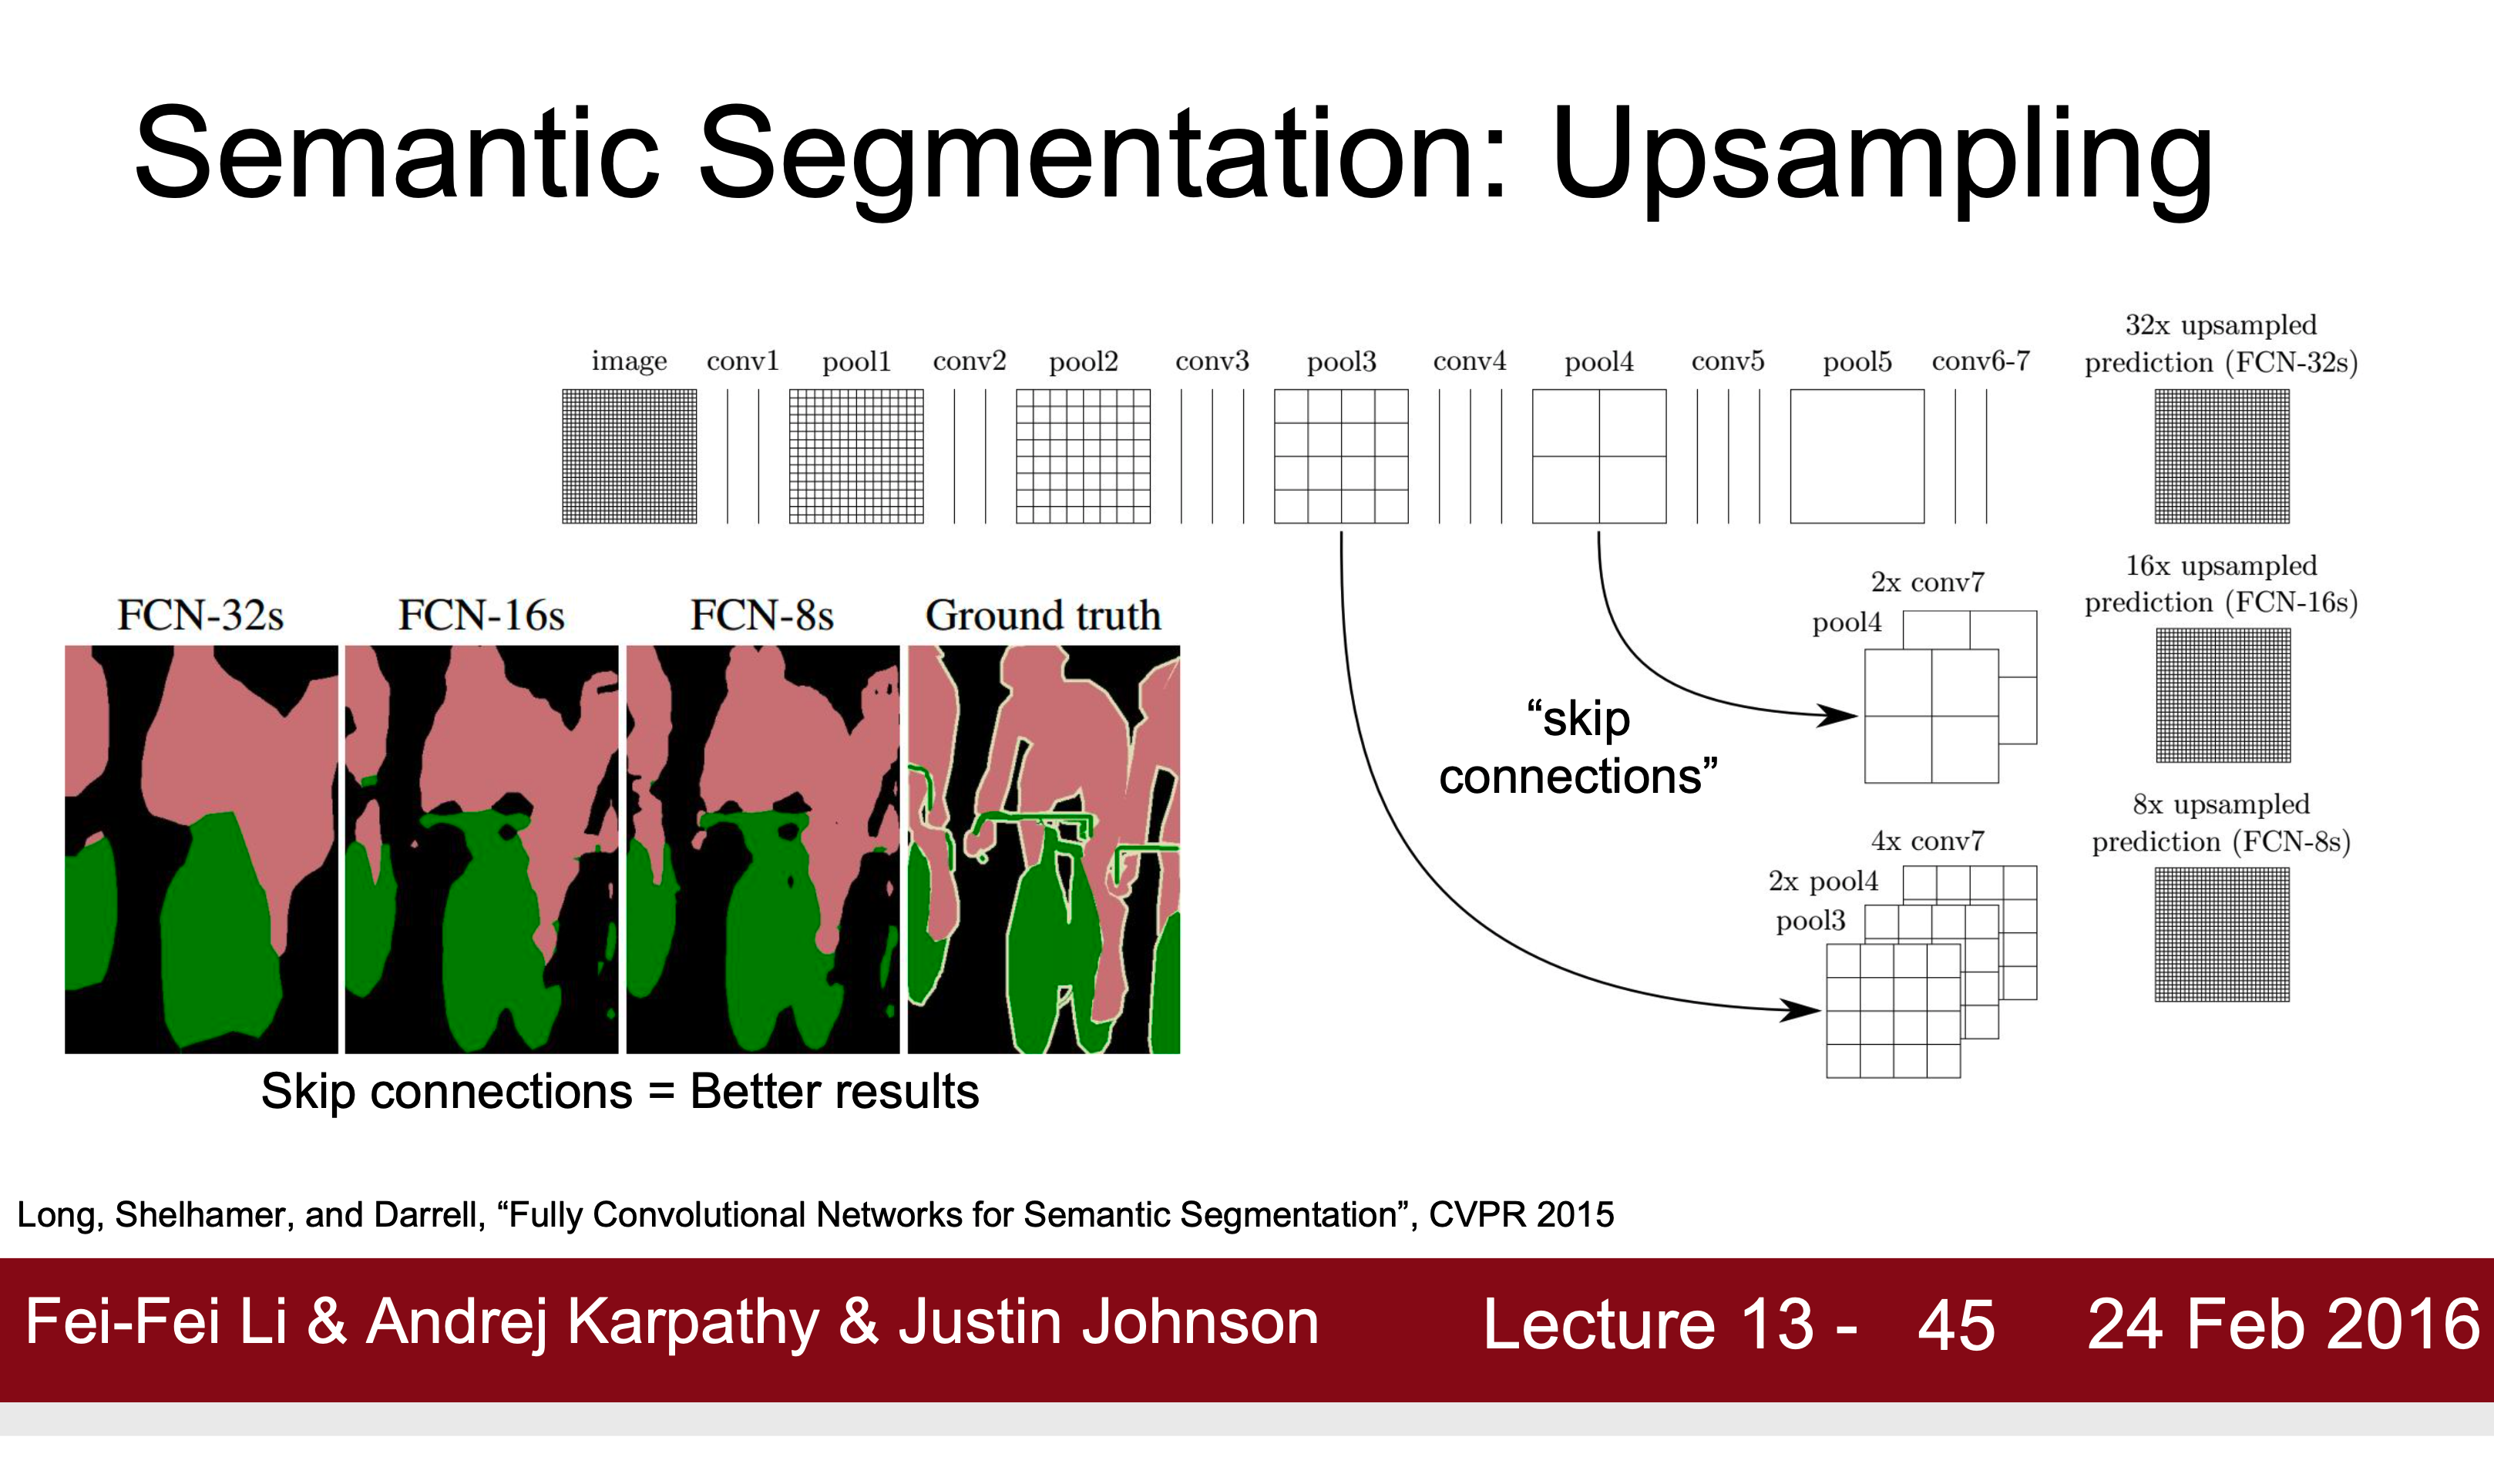 Semantic Segmentation: Upsampling
image conv1 pool1 conv2 pool2 conv3 pool3 conv4 pool4 conv5 pool5 conv6-7
32x upsampled
prediction (FCN-32s)
2x conv7
pool4
16x upsampled
prediction (FCN-16s)
“skip
connections”
4x conv7
2x pool4
pool3
8x upsampled
prediction (FCN-8s)
FCN-32s FCN-16s FCN-8s Ground truth
Skip connections = Better results
Long, Shelhamer, and Darrell, “Fully Convolutional Networks for Semantic Segmentation”, CVPR 2015
Fei-Fei Li & Andrej Karpathy & Justin Johnson Lecture 13 - 45 24 Feb 2016